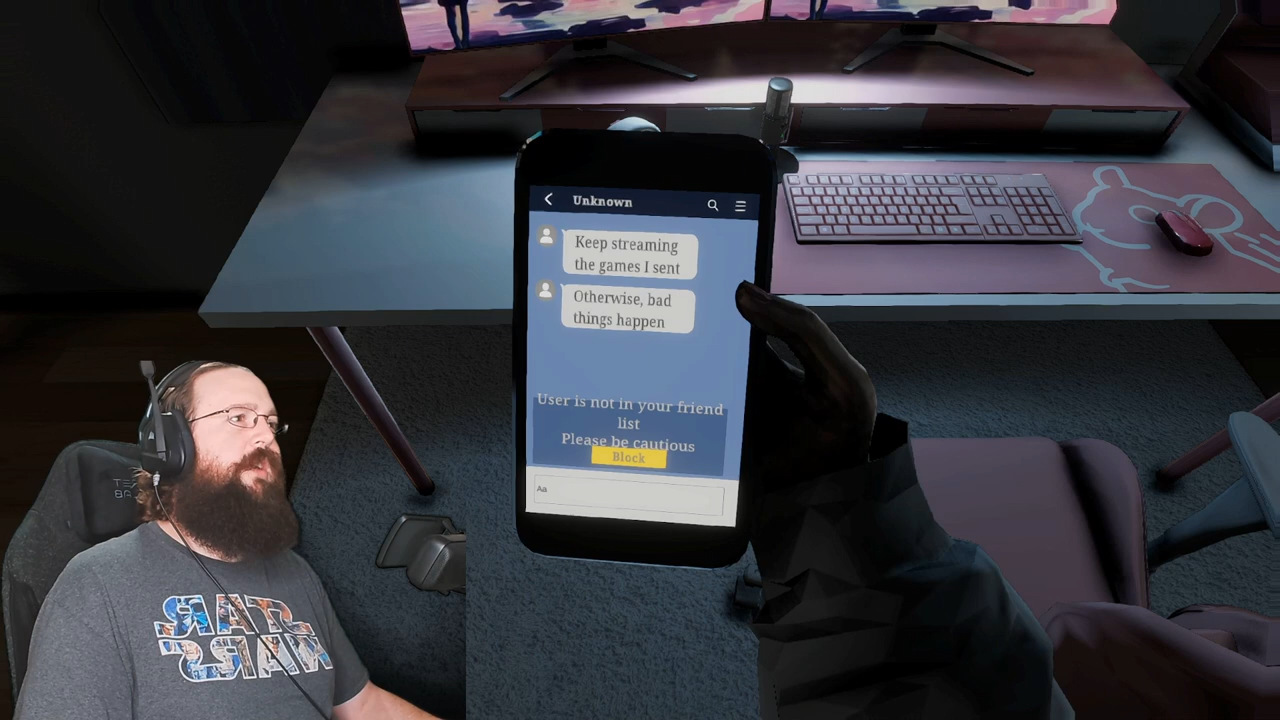 Unknown
Keep streaming
the games I sent
Otherwise, bad
things happen
User is not in your friend
list
Please be cautious
Block
Aa
STAR
WARS